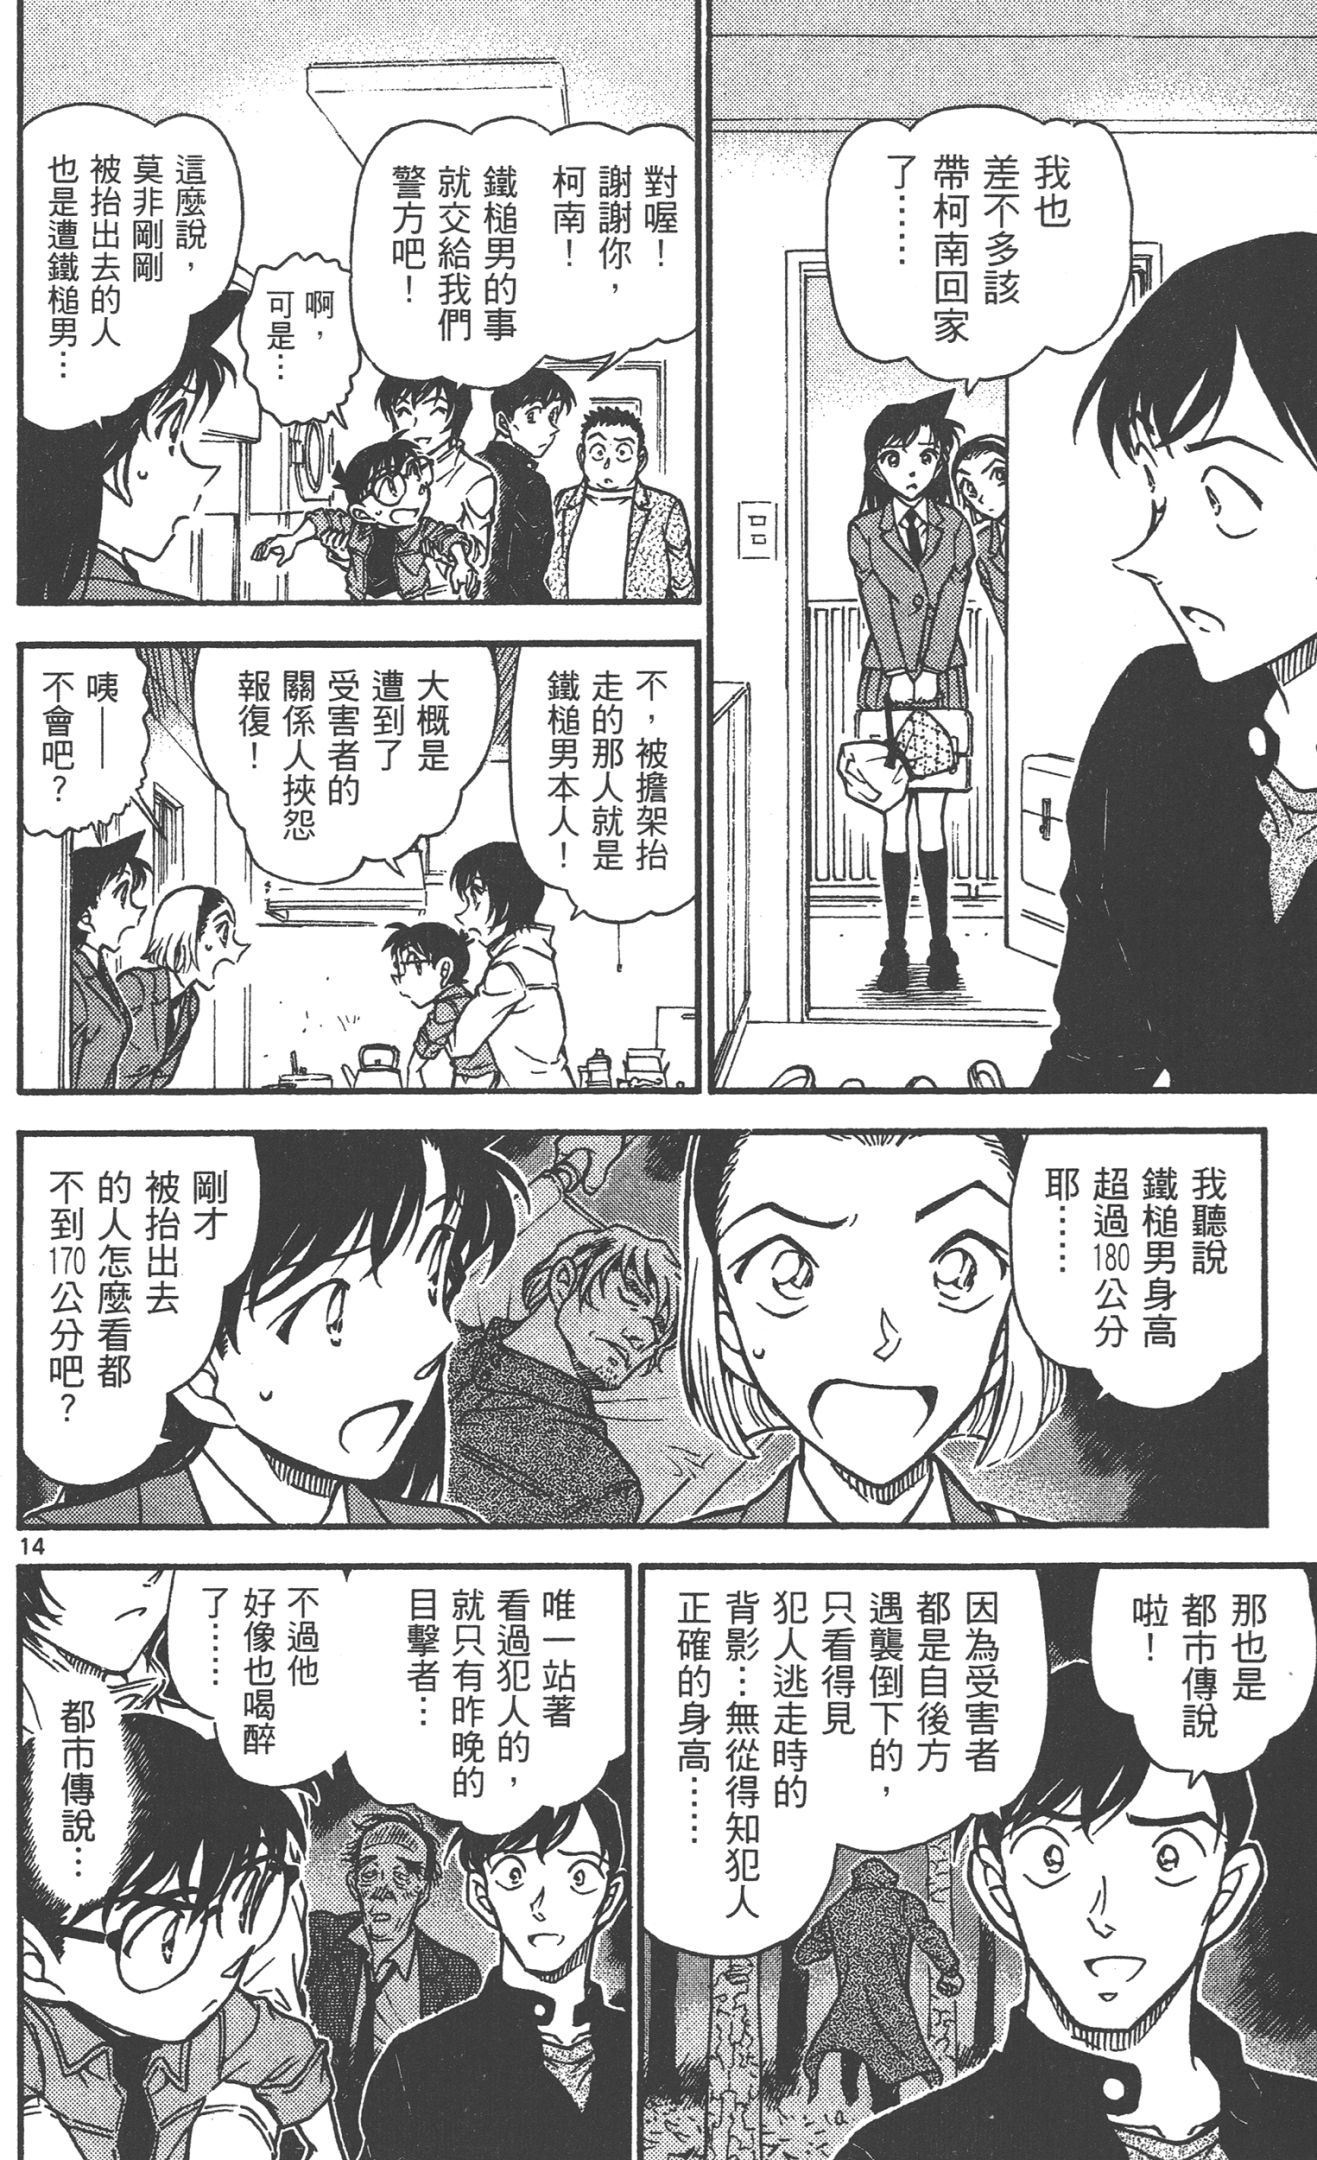 我也
差不多該
帶柯南回家
了……
對喔！
謝謝你，
柯南！
鐵槌男的事
就交給我們
警方吧！
啊，
可是…
這麼說，
莫非剛剛
被抬出去的人
也是遭鐵槌男…
不，被擔架抬
走的那人就是
鐵槌男本人！
大概是
遭到了
受害者的
關係人挾怨
報復！
咦——
不會吧？
我聽說
鐵槌男身高
超過180公分
耶……
剛才
被抬出去
的人怎麼看都
不到170公分吧？
14
那也是
都市傳說
啦！
因為受害者
都是自後方
遇襲倒下的，
只看得見
犯人逃走時的
背影…無從得知犯人
正確的身高……
唯一站著
看過犯人的，
就只有昨晚的
目擊者…
不過他
好像也喝醉
了……
都市傳說…